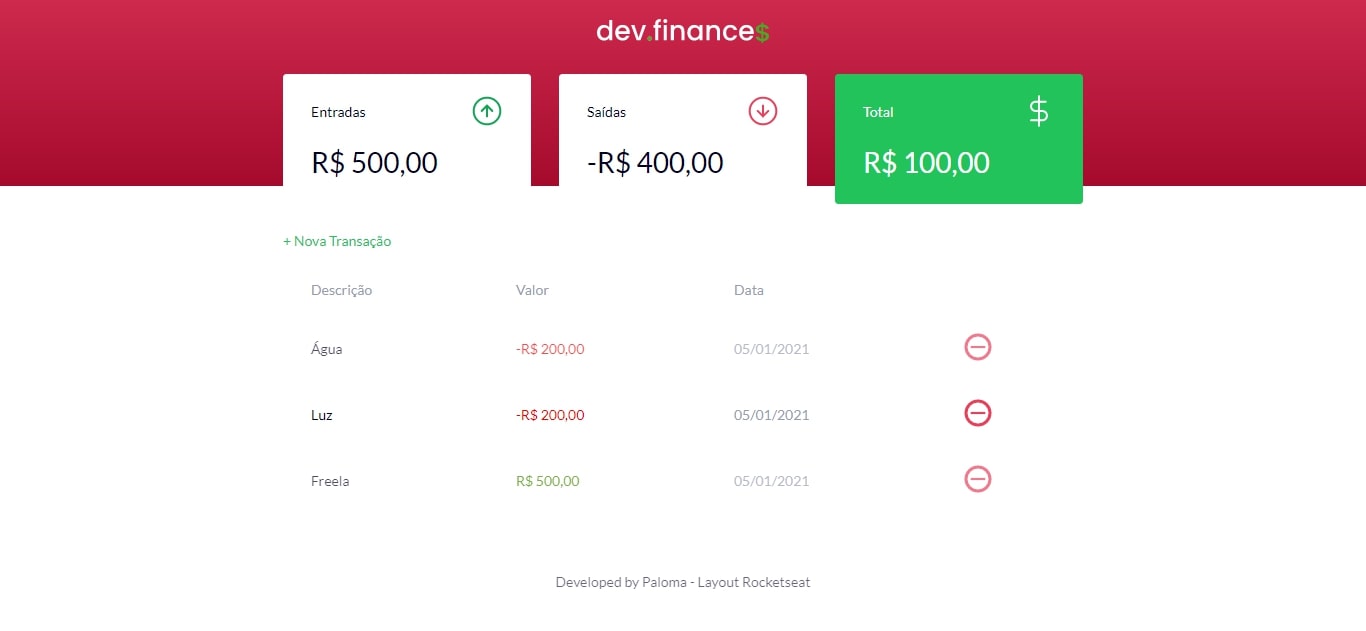 dev.finance$
Entradas
R$ 500,00
Saídas
-R$ 400,00
Total
$
R$ 100,00
+ Nova Transação
Descrição Valor Data
Água -R$ 200,00 05/01/2021
Luz -R$ 200,00 05/01/2021
Freela R$ 500,00 05/01/2021
Developed by Paloma - Layout Rocketseat